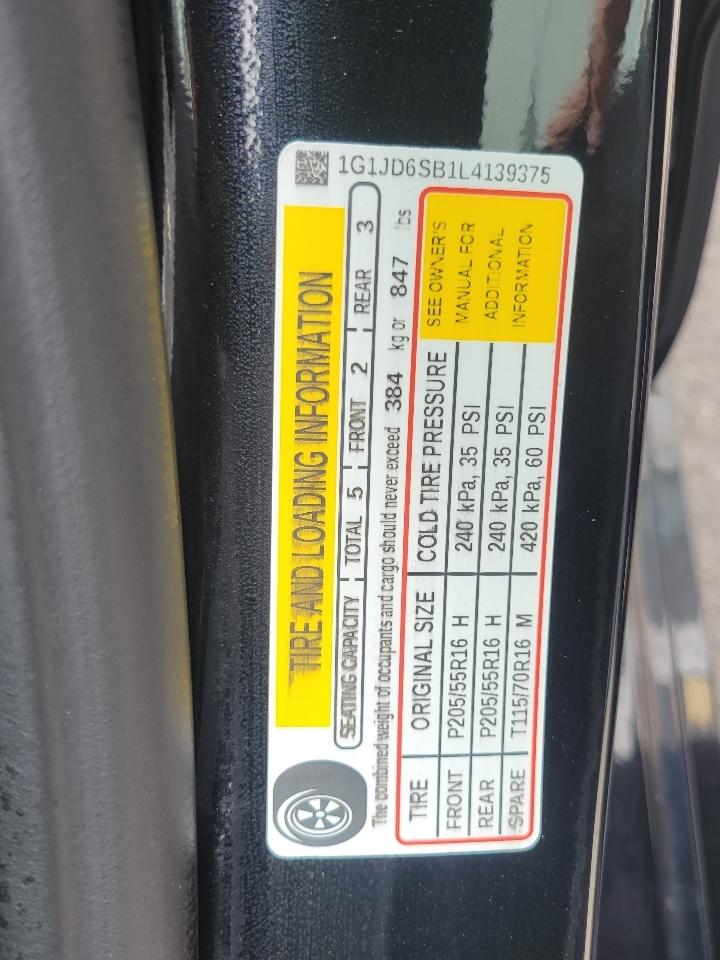 1G1JD6SB1L4139375
TIRE AND LOADING INFORMATION
SEATING CAPACITY TOTAL 5 FRONT 2 REAR 3
The combined weight of occupants and cargo should never exceed 384 kg or 847 lbs
TIRE ORIGINAL SIZE COLD TIRE PRESSURE
FRONT P205/55R16 H 240 kPa, 35 PSI
REAR P205/55R16 H 240 kPa, 35 PSI
SPARE T115/70R16 M 420 kPa, 60 PSI
SEE OWNER'S
MANUAL FOR
ADDITIONAL
INFORMATION